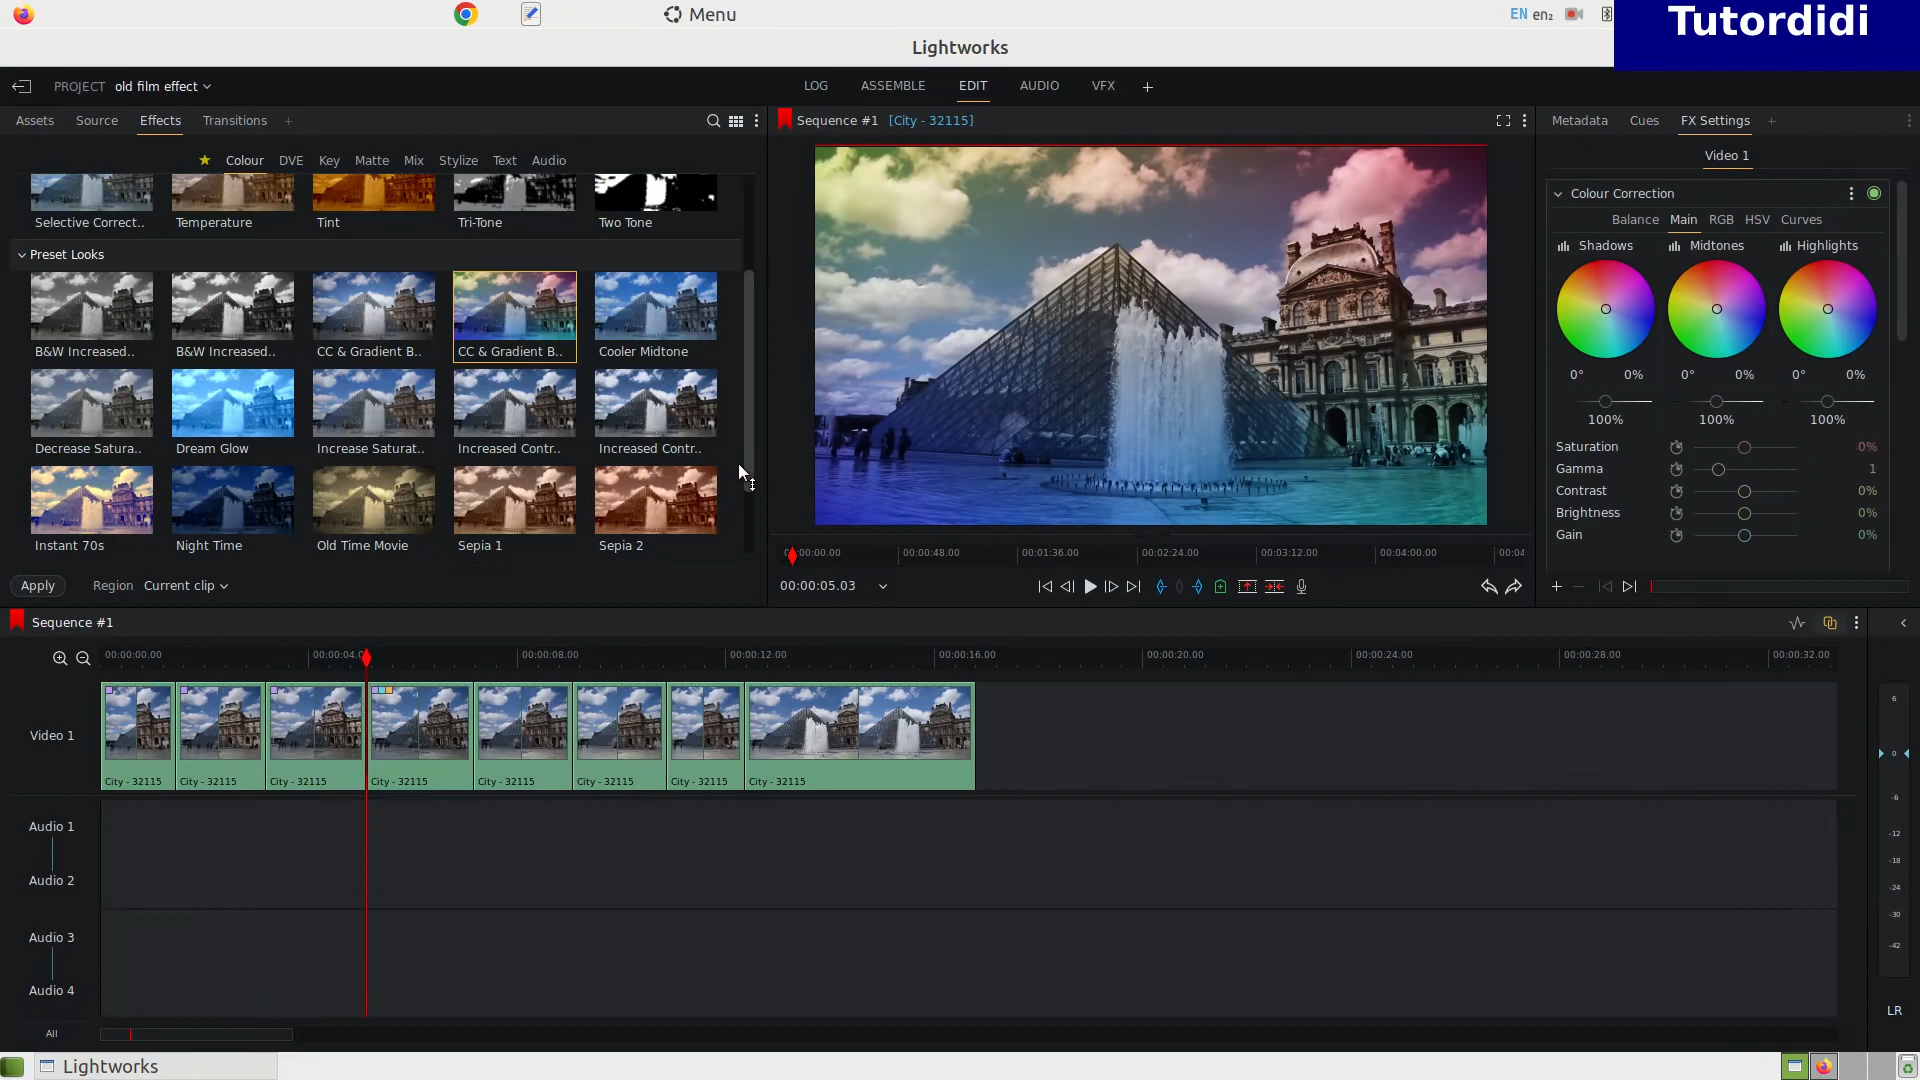 Menu
EN en₂
Tutordidi
Lightworks
PROJECT old film effect
LOG ASSEMBLE EDIT AUDIO VFX +
Assets Source Effects Transitions +
Sequence #1 [City - 32115]
Metadata Cues FX Settings +
Colour DVE Key Matte Mix Stylize Text Audio
Video 1
Selective Correct.. Temperature Tint Tri-Tone Two Tone
Preset Looks
B&W Increased.. B&W Increased.. CC & Gradient B.. CC & Gradient B.. Cooler Midtone
Decrease Satura.. Dream Glow Increase Saturat.. Increased Contr.. Increased Contr..
Instant 70s Night Time Old Time Movie Sepia 1 Sepia 2
Apply Region Current clip
Colour Correction
Balance Main RGB HSV Curves
Shadows Midtones Highlights
0° 0% 0° 0% 0° 0%
100% 100% 100%
Saturation 0%
Gamma 1
Contrast 0%
Brightness 0%
Gain 0%
00:00:48.00 00:01:36.00 00:02:24.00 00:03:12.00 00:04:00.00
00:00:05.03
Sequence #1
00:00:00.00 00:00:04. 00:00:08.00 00:00:12.00 00:00:16.00 00:00:20.00 00:00:24.00 00:00:28.00 00:00:32.00
Video 1
City - 32115 City - 32115 City - 32115 City - 32115 City - 32115 City - 32115 City - 32115 City - 32115
Audio 1
Audio 2
Audio 3
Audio 4
All
6
0
-6
-12
-18
-24
-30
-42
LR
Lightworks